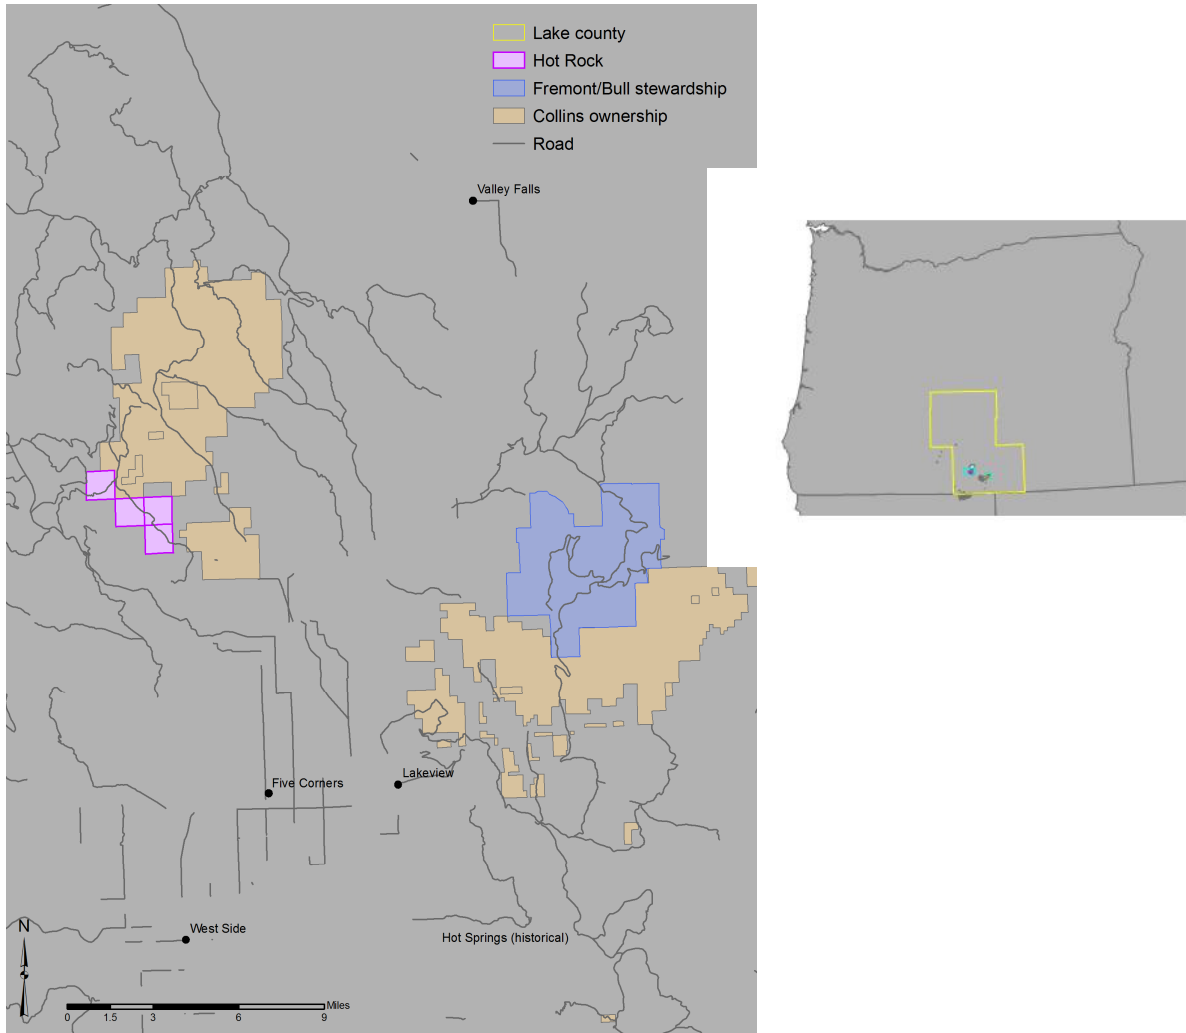 Lake county
Hot Rock
Fremont/Bull stewardship
Collins ownership
Road
Valley Falls
Five Corners
Lakeview
N
West Side
Hot Springs (historical)
Miles
0 1.5 3 6 9